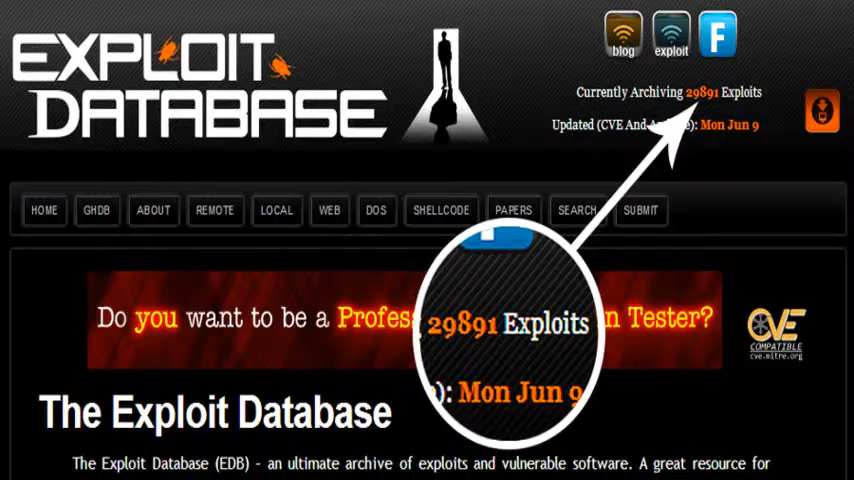 EXPLOIT
DATABASE
blog
exploit
F
Currently Archiving 29891 Exploits
Updated (CVE And Ar): Mon Jun 9
HOME
GHDB
ABOUT
REMOTE
LOCAL
WEB
DOS
SHELLCODE
PAPERS
SEARCH
SUBMIT
29891 Exploits
): Mon Jun 9
Do you want to be a Profes n Tester?
CVE
COMPATIBLE
cve.mitre.org
The Exploit Database
The Exploit Database (EDB) - an ultimate archive of exploits and vulnerable software. A great resource for